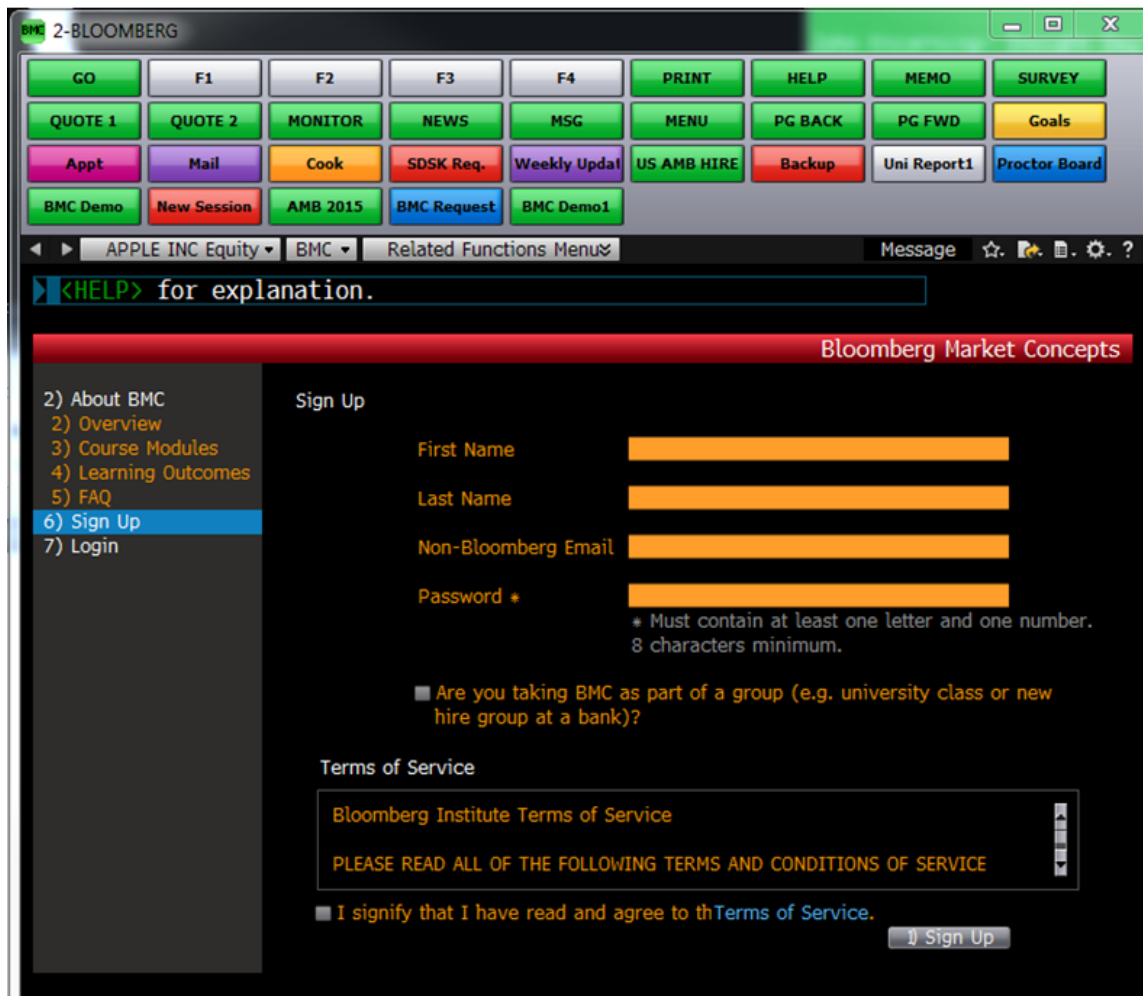 BMC 2-BLOOMBERG
GO F1 F2 F3 F4 PRINT HELP MEMO SURVEY
QUOTE 1 QUOTE 2 MONITOR NEWS MSG MENU PG BACK PG FWD Goals
Appt Mail Cook SDSK Req. Weekly Updat US AMB HIRE Backup Uni Report1 Proctor Board
BMC Demo New Session AMB 2015 BMC Request BMC Demo1
APPLE INC Equity BMC Related Functions Menu Message ?
<HELP> for explanation.
Bloomberg Market Concepts
2) About BMC
2) Overview
3) Course Modules
4) Learning Outcomes
5) FAQ
6) Sign Up
7) Login
Sign Up
First Name
Last Name
Non-Bloomberg Email
Password *
* Must contain at least one letter and one number.
8 characters minimum.
Are you taking BMC as part of a group (e.g. university class or new
hire group at a bank)?
Terms of Service
Bloomberg Institute Terms of Service
PLEASE READ ALL OF THE FOLLOWING TERMS AND CONDITIONS OF SERVICE
I signify that I have read and agree to thTerms of Service.
1) Sign Up